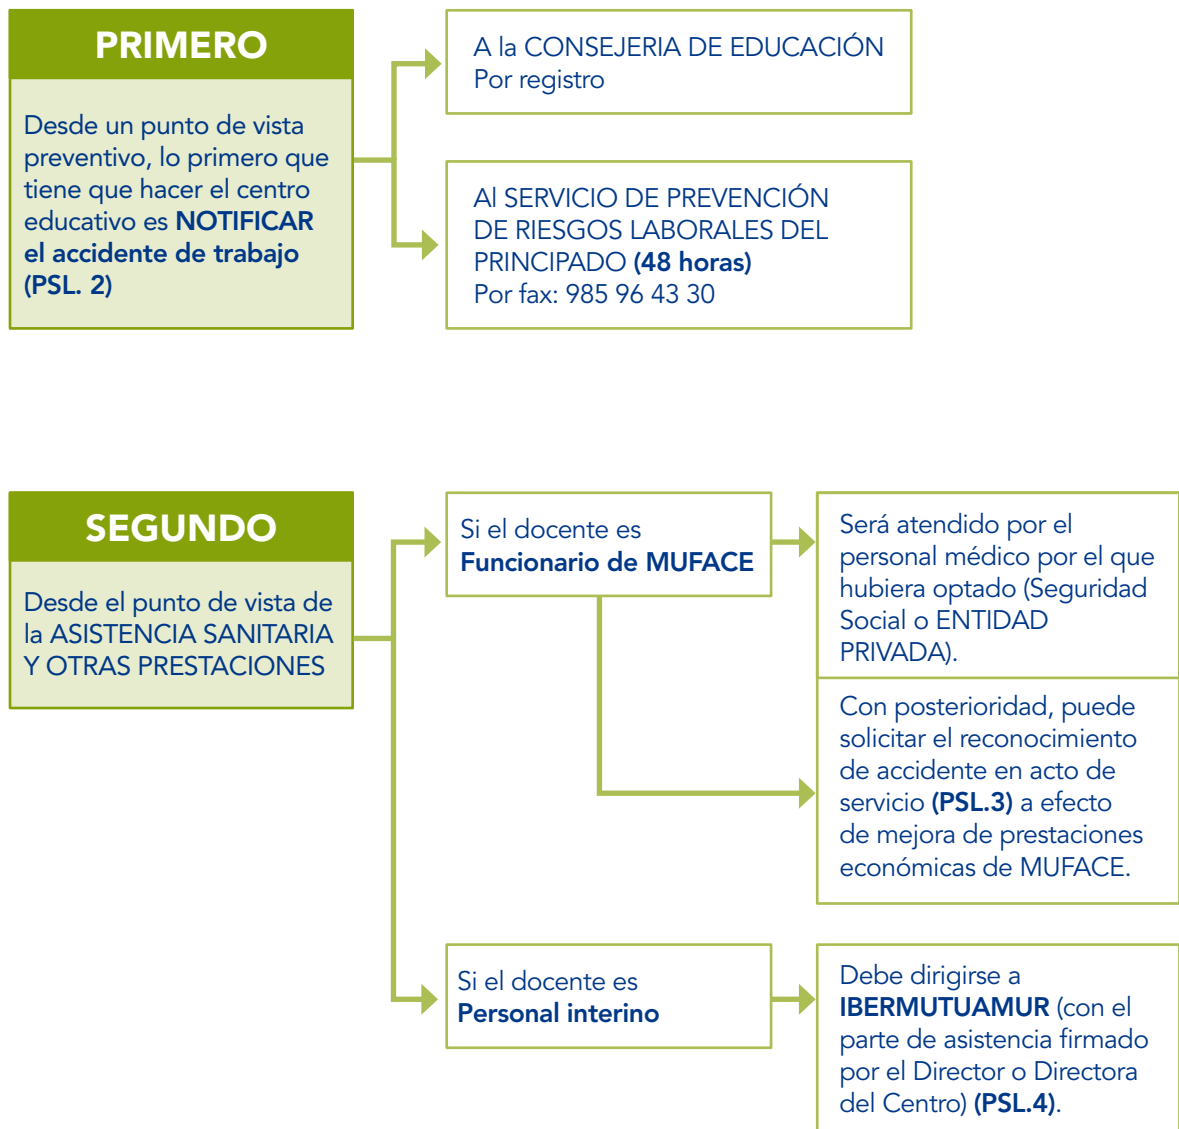 PRIMERO
Desde un punto de vista
preventivo, lo primero que
tiene que hacer el centro
educativo es NOTIFICAR
el accidente de trabajo
(PSL. 2)
A la CONSEJERIA DE EDUCACIÓN
Por registro
Al SERVICIO DE PREVENCIÓN
DE RIESGOS LABORALES DEL
PRINCIPADO (48 horas)
Por fax: 985 96 43 30
SEGUNDO
Desde el punto de vista de
la ASISTENCIA SANITARIA
Y OTRAS PRESTACIONES
Si el docente es
Funcionario de MUFACE
Será atendido por el
personal médico por el que
hubiera optado (Seguridad
Social o ENTIDAD
PRIVADA).
Con posterioridad, puede
solicitar el reconocimiento
de accidente en acto de
servicio (PSL.3) a efecto
de mejora de prestaciones
económicas de MUFACE.
Si el docente es
Personal interino
Debe dirigirse a
IBERMUTUAMUR (con el
parte de asistencia firmado
por el Director o Directora
del Centro) (PSL.4).